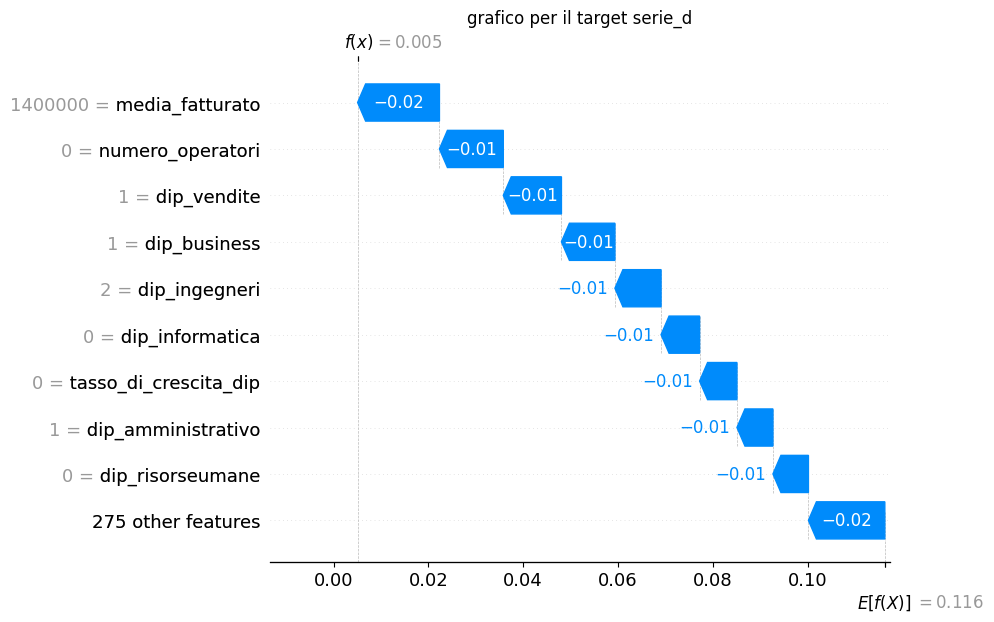 grafico per il target serie_d
f(x) = 0.005
1400000 = media_fatturato
−0.02
0 = numero_operatori
−0.01
1 = dip_vendite
−0.01
1 = dip_business
−0.01
2 = dip_ingegneri
−0.01
0 = dip_informatica
−0.01
0 = tasso_di_crescita_dip
−0.01
1 = dip_amministrativo
−0.01
0 = dip_risorseumane
−0.01
275 other features
−0.02
0.00 0.02 0.04 0.06 0.08 0.10
E[f(X)] = 0.116